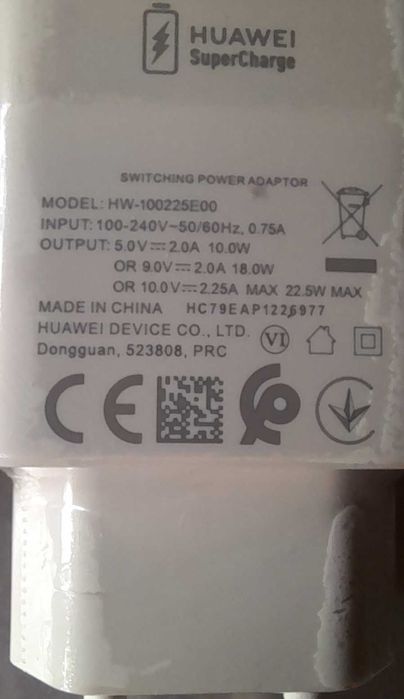 HUAWEI
SuperCharge
SWITCHING POWER ADAPTOR
MODEL: HW-100225E00
INPUT: 100-240V~50/60Hz, 0.75A
OUTPUT: 5.0V⎓2.0A 10.0W
OR 9.0V⎓2.0A 18.0W
OR 10.0V⎓2.25A MAX 22.5W MAX
MADE IN CHINA HC79EAP1226977
HUAWEI DEVICE CO., LTD.
Dongguan, 523808, PRC
VI
CE